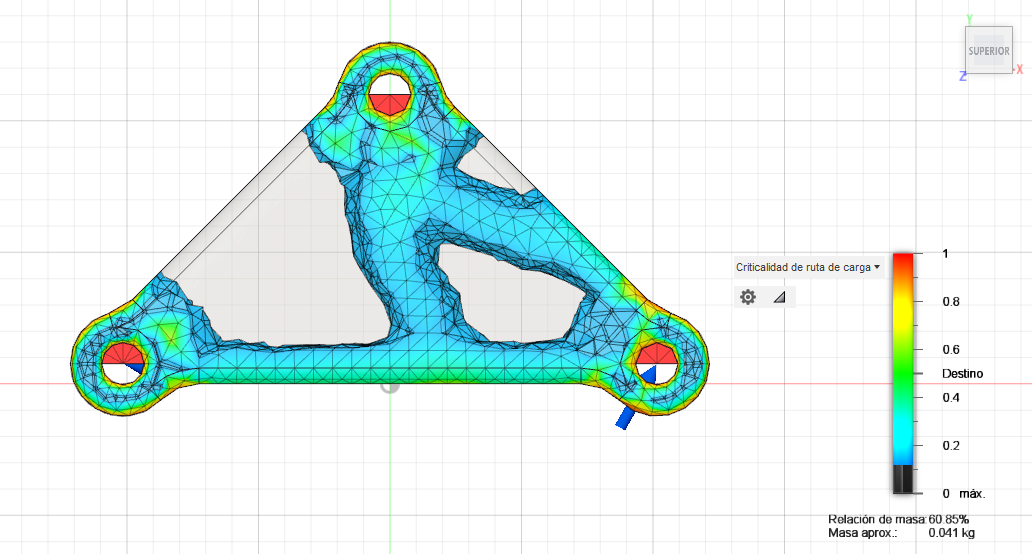 Y
SUPERIOR
X
Z
Criticalidad de ruta de carga
1
0.8
0.6
Destino
0.4
0.2
0 máx.
Relación de masa: 60.85%
Masa aprox.: 0.041 kg